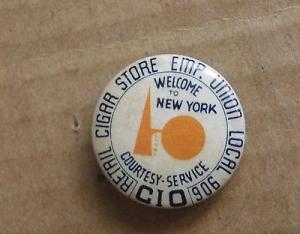 RETAIL CIGAR STORE EMP. UNION LOCAL 906
CIO
WELCOME
TO
NEW YORK
COURTESY-SERVICE